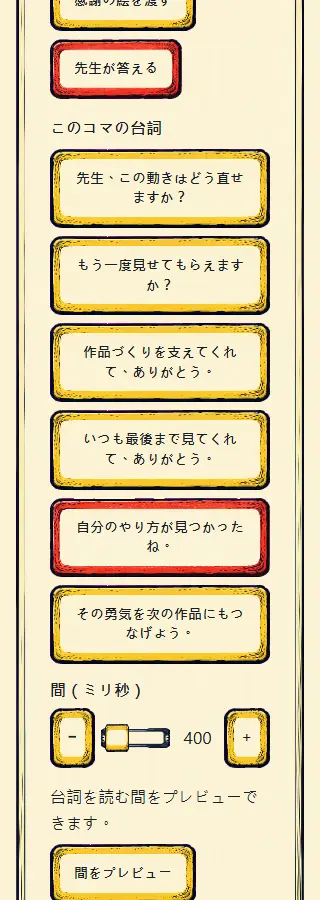 感謝の絵を渡す
先生が答える
このコマの台詞
先生、この動きはどう直せ
ますか？
もう一度見せてもらえます
か？
作品づくりを支えてくれ
て、ありがとう。
いつも最後まで見てくれ
て、ありがとう。
自分のやり方が見つかった
ね。
その勇気を次の作品にもつ
なげよう。
間 ( ミリ秒 )
−
400
+
台詞を読む間をプレビューで
きます。
間をプレビュー